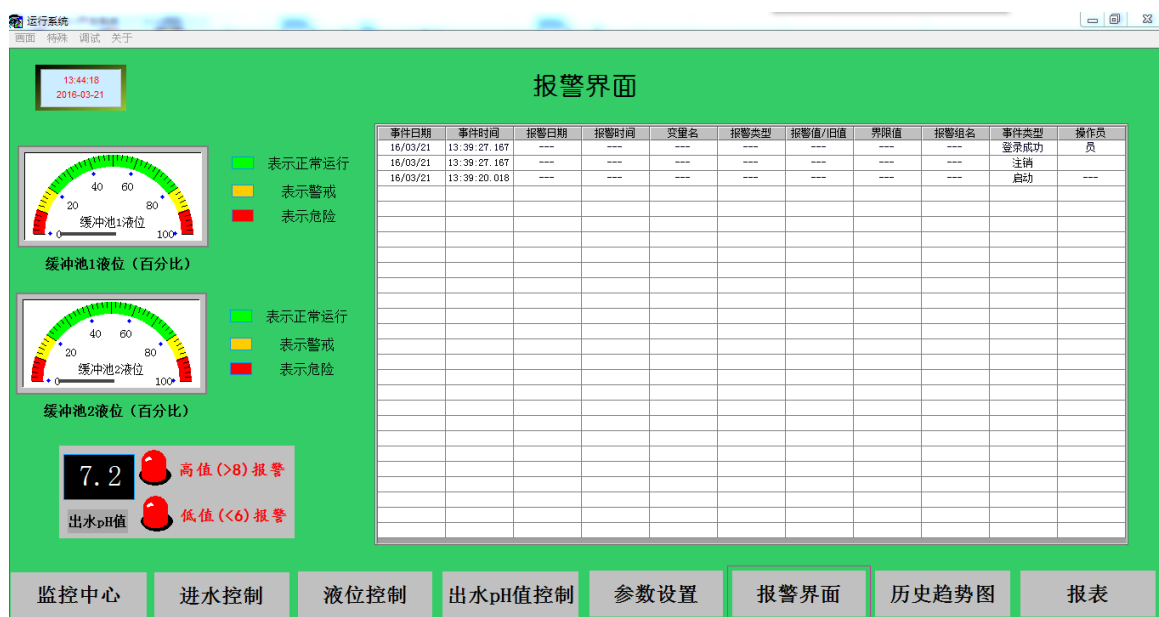 运行系统
画面 特殊 调试 关于
13:44:18
2016-03-21
报警界面
事件日期 事件时间 报警日期 报警时间 变量名 报警类型 报警值/旧值 界限值 报警组名 事件类型 操作员
16/03/21 13:39:27.167 --- --- --- --- --- --- --- 登录成功 员
16/03/21 13:39:27.167 --- --- --- --- --- --- --- 注销
16/03/21 13:39:20.018 --- --- --- --- --- --- --- 启动 ---
0 20 40 60 80 100
缓冲池1液位
缓冲池1液位（百分比）
表示正常运行
表示警戒
表示危险
0 20 40 60 80 100
缓冲池2液位
缓冲池2液位（百分比）
表示正常运行
表示警戒
表示危险
7.2
出水pH值
高值(>8)报警
低值(<6)报警
监控中心 进水控制 液位控制 出水pH值控制 参数设置 报警界面 历史趋势图 报表